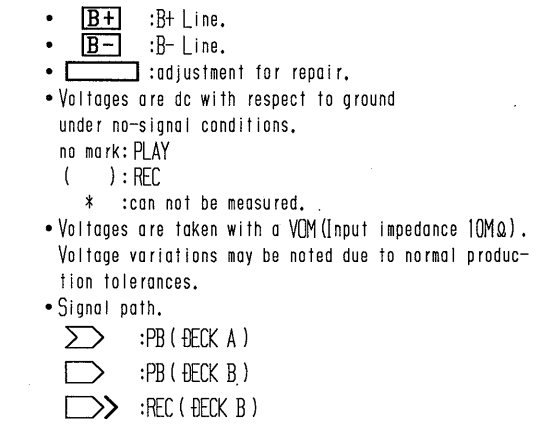 • B+ :B+ Line.
• B− :B− Line.
• :adjustment for repair.
• Voltages are dc with respect to ground
under no-signal conditions.
no mark: PLAY
( ) : REC
* :can not be measured.
• Voltages are taken with a VOM (Input impedance 10MΩ).
Voltage variations may be noted due to normal produc-
tion tolerances.
• Signal path.
:PB ( DECK A )
:PB ( DECK B )
:REC ( DECK B )